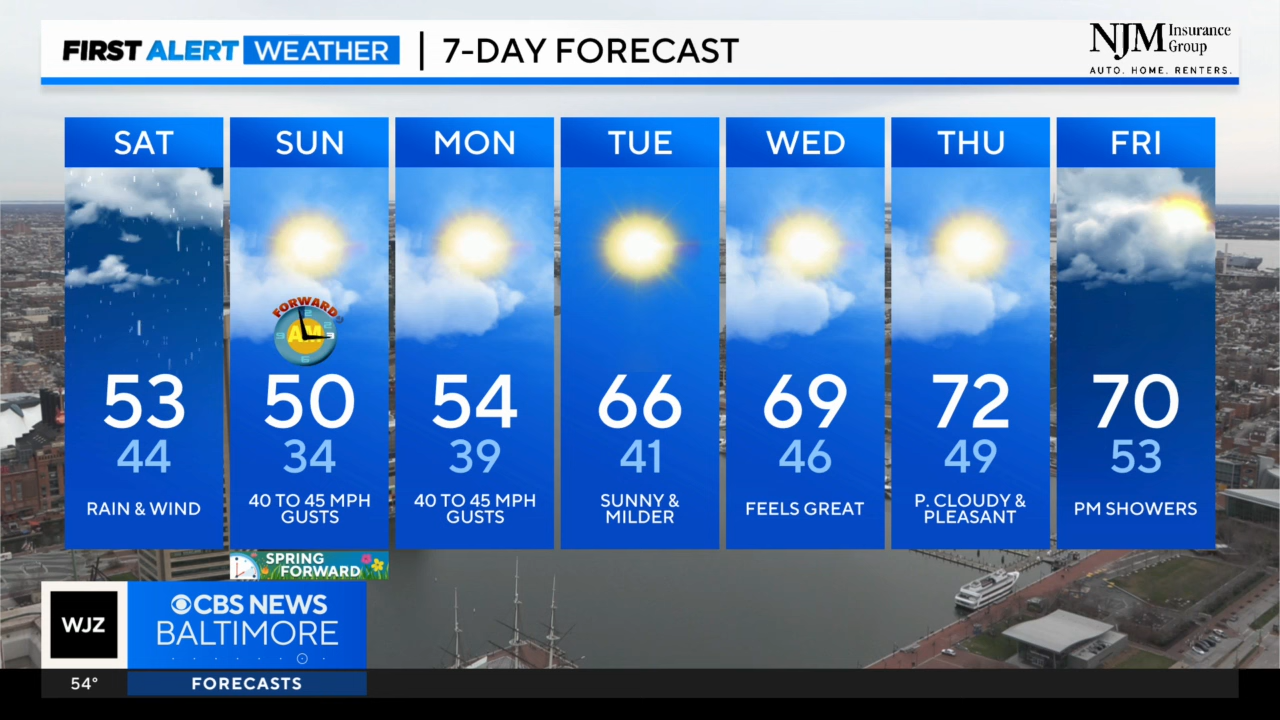 FIRST ALERT WEATHER | 7-DAY FORECAST
NJM Insurance Group
AUTO. HOME. RENTERS.
SAT
53
44
RAIN & WIND
SUN
FORWARD
AM
50
34
40 TO 45 MPH
GUSTS
SPRING
FORWARD
MON
54
39
40 TO 45 MPH
GUSTS
TUE
66
41
SUNNY &
MILDER
WED
69
46
FEELS GREAT
THU
72
49
P. CLOUDY &
PLEASANT
FRI
70
53
PM SHOWERS
WJZ
CBS NEWS
BALTIMORE
54°
FORECASTS